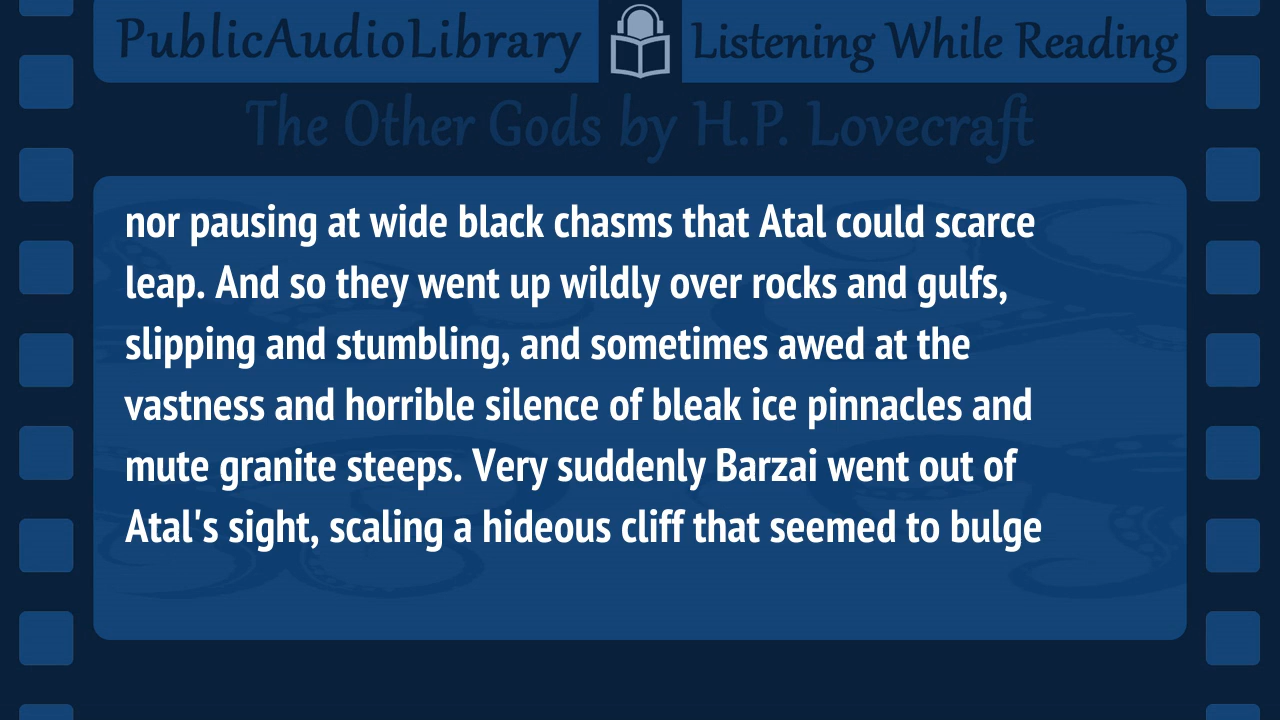 PublicAudioLibrary Listening While Reading
The Other Gods by H.P. Lovecraft
nor pausing at wide black chasms that Atal could scarce
leap. And so they went up wildly over rocks and gulfs,
slipping and stumbling, and sometimes awed at the
vastness and horrible silence of bleak ice pinnacles and
mute granite steeps. Very suddenly Barzai went out of
Atal's sight, scaling a hideous cliff that seemed to bulge